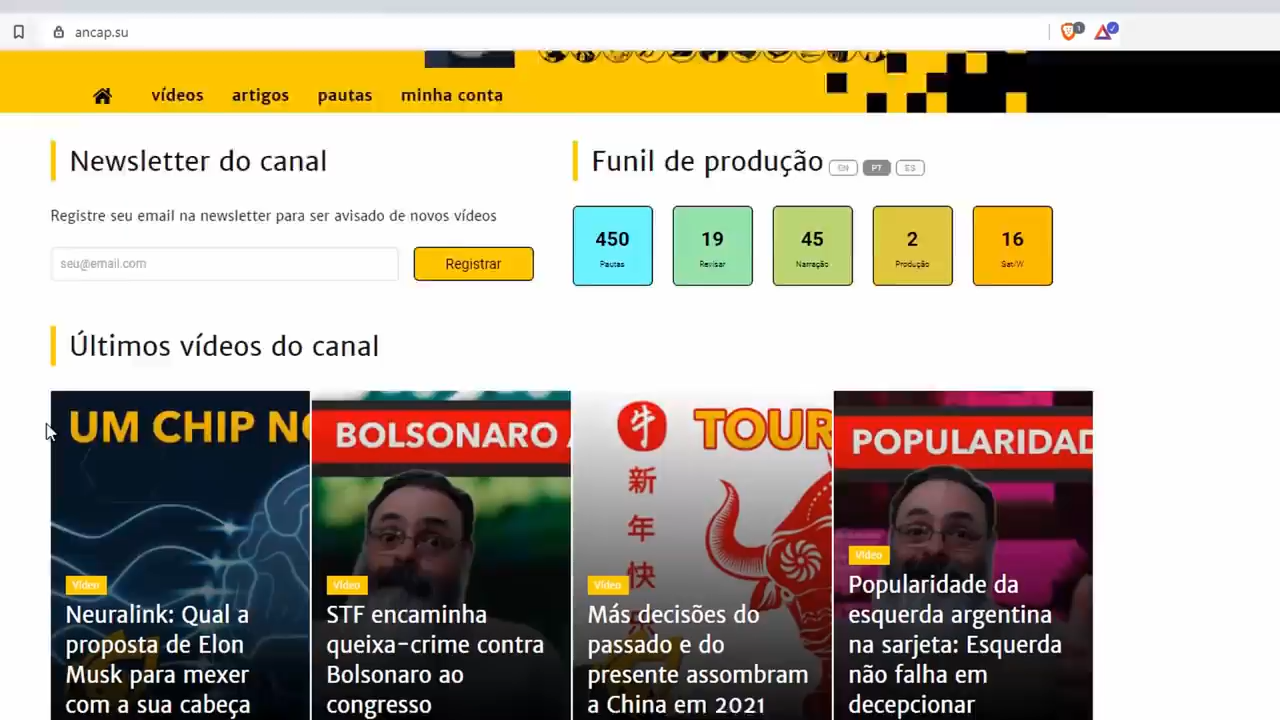 ancap.su
vídeos artigos pautas minha conta
Newsletter do canal
Registre seu email na newsletter para ser avisado de novos vídeos
seu@email.com
Registrar
Funil de produção EN PT ES
450 19 45 2 16
Pautas Revisar Narração Produção Sat/W
Últimos vídeos do canal
UM CHIP NO
Vídeo
Neuralink: Qual a
proposta de Elon
Musk para mexer
com a sua cabeça
BOLSONARO A
Vídeo
STF encaminha
queixa-crime contra
Bolsonaro ao
congresso
牛
新
年
快
TOUR
Vídeo
Más decisões do
passado e do
presente assombram
a China em 2021
POPULARIDAD
Vídeo
Popularidade da
esquerda argentina
na sarjeta: Esquerda
não falha em
decepcionar